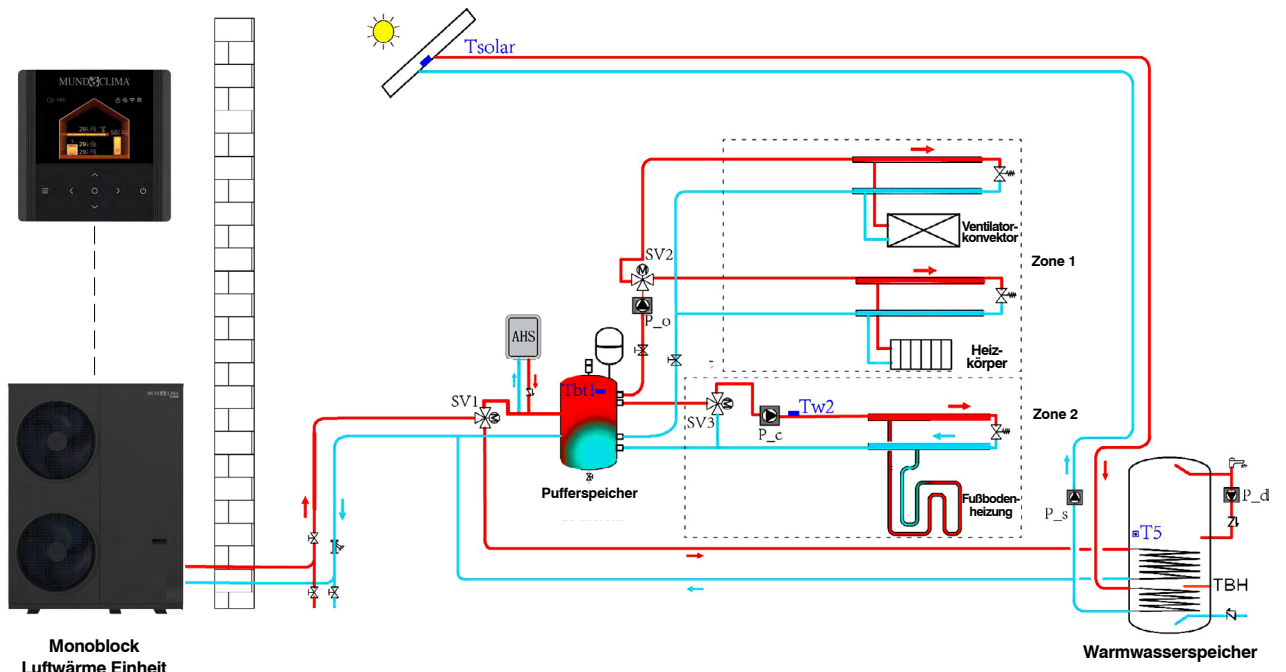 Tsolar
MUNDOCLIMA
SV2
Ventilator-
konvektor
Zone 1
P_o
AHS
Heiz-
körper
Tbt1
SV1
SV3
Tw2
P_c
Zone 2
Pufferspeicher
Fußboden-
heizung
P_s
P_d
T5
TBH
Monoblock
Luftwärme Einheit
Warmwasserspeicher